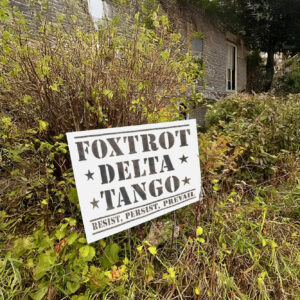 FOXTROT
DELTA
TANGO
RESIST, PERSIST, PREVAIL